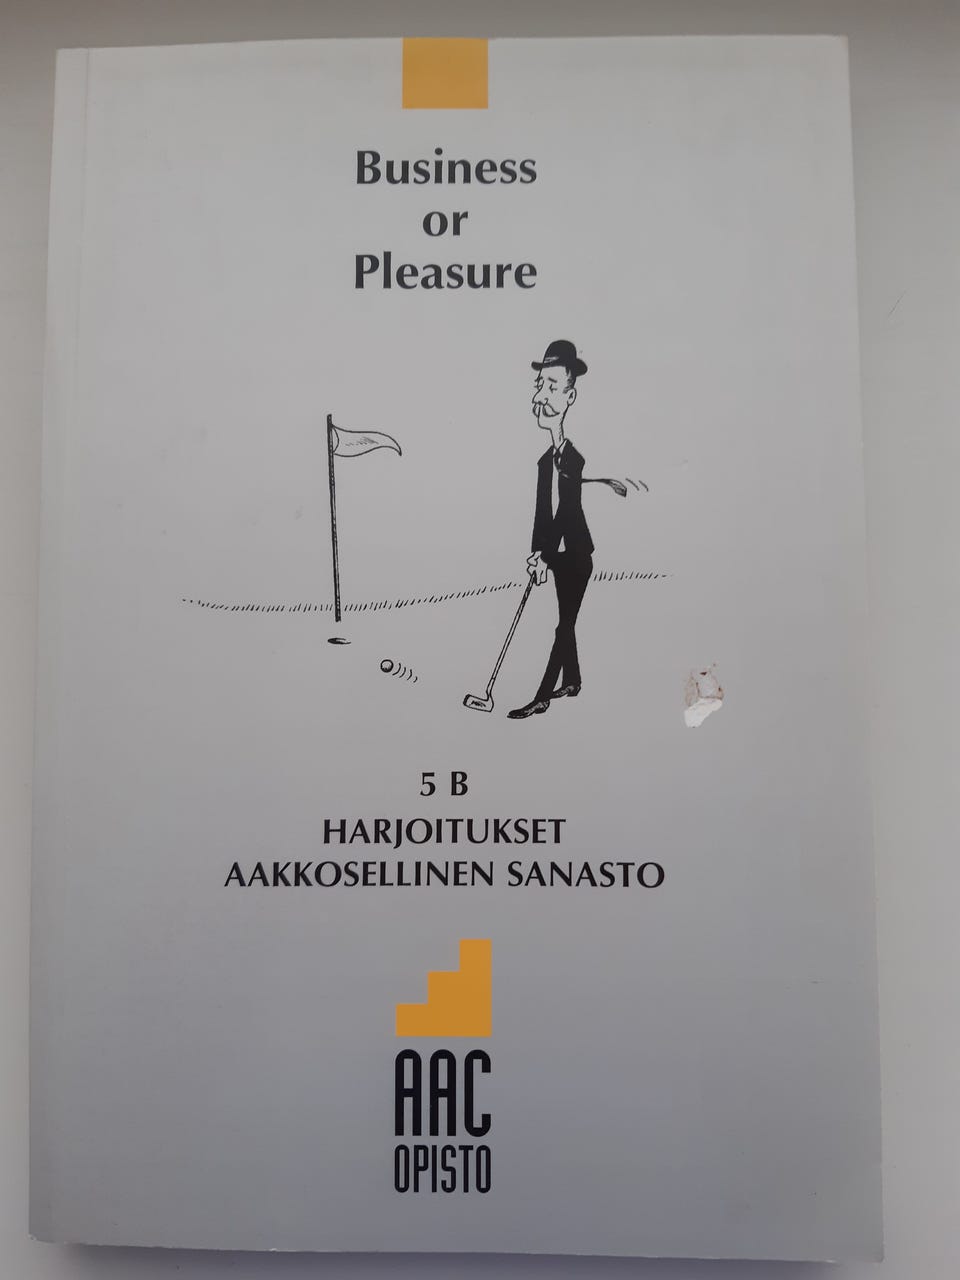 Business
or
Pleasure
5 B
HARJOITUKSET
AAKKOSELLINEN SANASTO
AAC
OPISTO